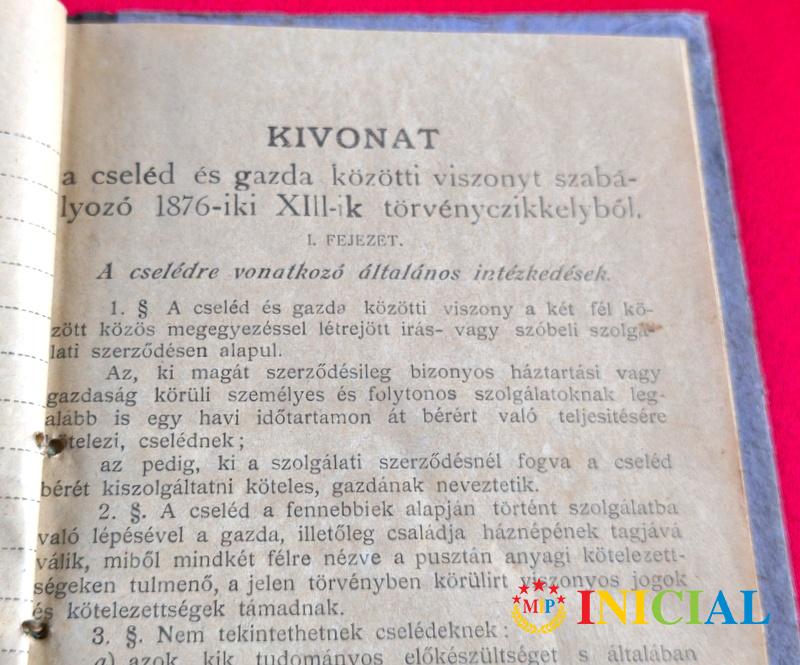 KIVONAT
a cseléd és gazda közötti viszonyt szabá-
lyozó 1876-iki XIII-ik törvényczikkelyből.
I. FEJEZET.
A cselédre vonatkozó általános intézkedések.
1. § A cseléd és gazda közötti viszony a két fél kö-
zött közös megegyezéssel létrejött irás- vagy szóbeli szolgá-
lati szerződésen alapul.
Az, ki magát szerződésileg bizonyos háztartási vagy
gazdaság körüli személyes és folytonos szolgálatoknak leg-
alább is egy havi időtartamon át bérért való teljesitésére
kötelezi, cselédnek;
az pedig, ki a szolgálati szerződésnél fogva a cseléd
bérét kiszolgáltatni köteles, gazdának neveztetik.
2. §. A cseléd a fennebbiek alapján történt szolgálatba
való lépésével a gazda, illetőleg családja háznépének tagjává
válik, miből mindkét félre nézve a pusztán anyagi kötelezett-
ségeken tulmenő, a jelen törvényben körülirt viszonyos jogok
és kötelezettségek támadnak.
3. §. Nem tekintethetnek cselédeknek:
a) azok, kik tudományos előkészültséget s általában
MIP INICIAL